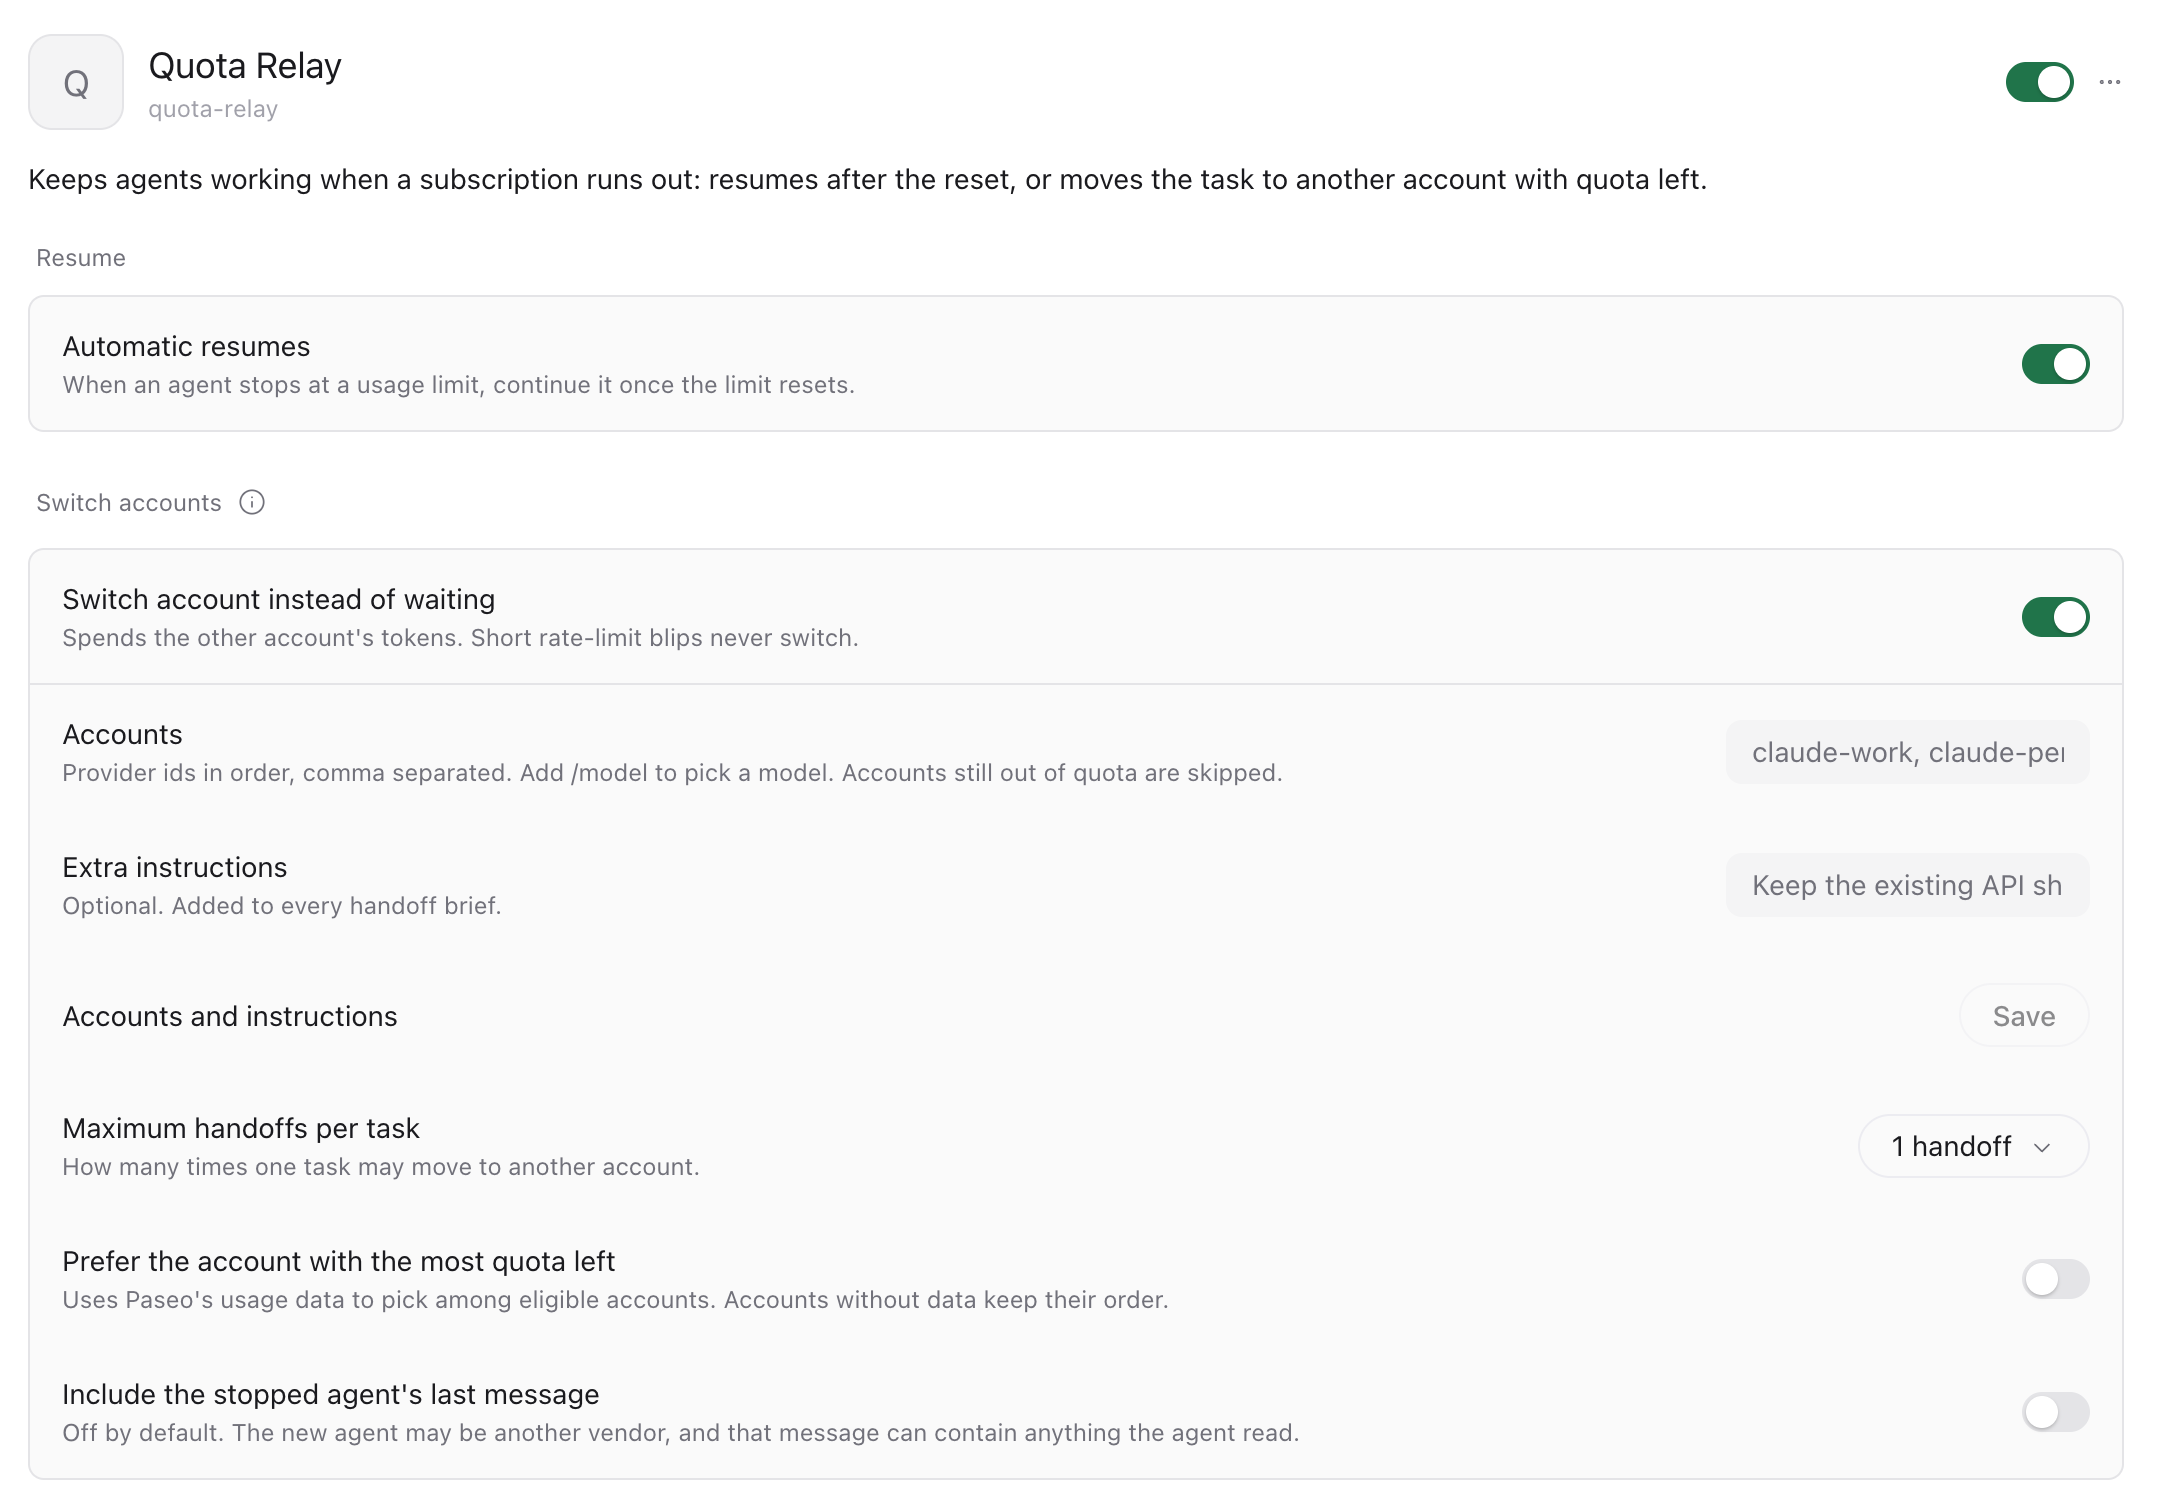 Q
Quota Relay
quota-relay
Keeps agents working when a subscription runs out: resumes after the reset, or moves the task to another account with quota left.
Resume
Automatic resumes
When an agent stops at a usage limit, continue it once the limit resets.
Switch accounts
Switch account instead of waiting
Spends the other account's tokens. Short rate-limit blips never switch.
Accounts
Provider ids in order, comma separated. Add /model to pick a model. Accounts still out of quota are skipped.
claude-work, claude-per
Extra instructions
Optional. Added to every handoff brief.
Keep the existing API sh
Accounts and instructions
Save
Maximum handoffs per task
How many times one task may move to another account.
1 handoff
Prefer the account with the most quota left
Uses Paseo's usage data to pick among eligible accounts. Accounts without data keep their order.
Include the stopped agent's last message
Off by default. The new agent may be another vendor, and that message can contain anything the agent read.